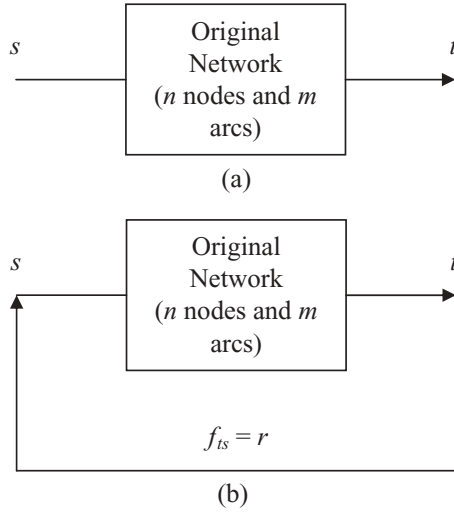 s
t
Original
Network
(n nodes and m
arcs)
(a)
s
t
Original
Network
(n nodes and m
arcs)
f_ts = r
(b)